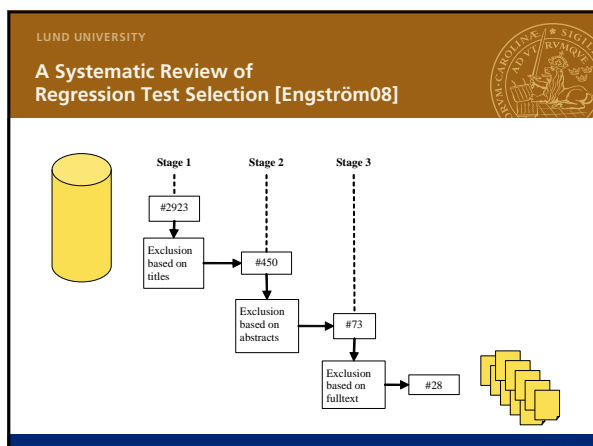 LUND UNIVERSITY
A Systematic Review of
Regression Test Selection [Engström08]
Stage 1
Stage 2
Stage 3
#2923
Exclusion
based on
titles
#450
Exclusion
based on
abstracts
#73
Exclusion
based on
fulltext
#28